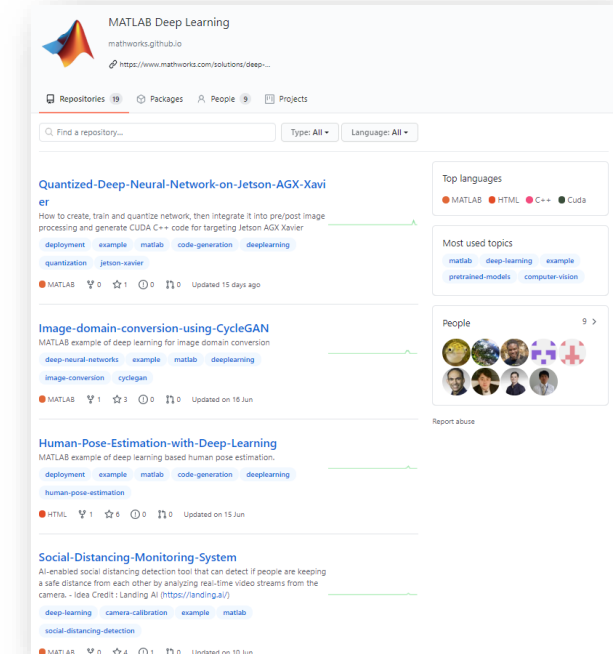 MATLAB Deep Learning
mathworks.github.io
https://www.mathworks.com/solutions/deep-...
Repositories 19 Packages People 9 Projects
Find a repository... Type: All Language: All
Quantized-Deep-Neural-Network-on-Jetson-AGX-Xavi
er
How to create, train and quantize network, then integrate it into pre/post image
processing and generate CUDA C++ code for targeting Jetson AGX Xavier
deployment example matlab code-generation deeplearning
quantization jetson-xavier
MATLAB 0 1 0 0 Updated 15 days ago
Image-domain-conversion-using-CycleGAN
MATLAB example of deep learning for image domain conversion
deep-neural-networks example matlab deeplearning
image-conversion cyclegan
MATLAB 1 3 0 0 Updated on 16 Jun
Human-Pose-Estimation-with-Deep-Learning
MATLAB example of deep learning based human pose estimation.
deployment example matlab code-generation deeplearning
human-pose-estimation
HTML 1 6 0 0 Updated on 15 Jun
Social-Distancing-Monitoring-System
AI-enabled social distancing detection tool that can detect if people are keeping
a safe distance from each other by analyzing real-time video streams from the
camera. - Idea Credit : Landing AI (https://landing.ai/)
deep-learning camera-calibration example matlab
social-distancing-detection
MATLAB 0 4 1 0 Updated on 10 Jun
Top languages
MATLAB HTML C++ Cuda
Most used topics
matlab deep-learning example
pretrained-models computer-vision
People 9
Report abuse